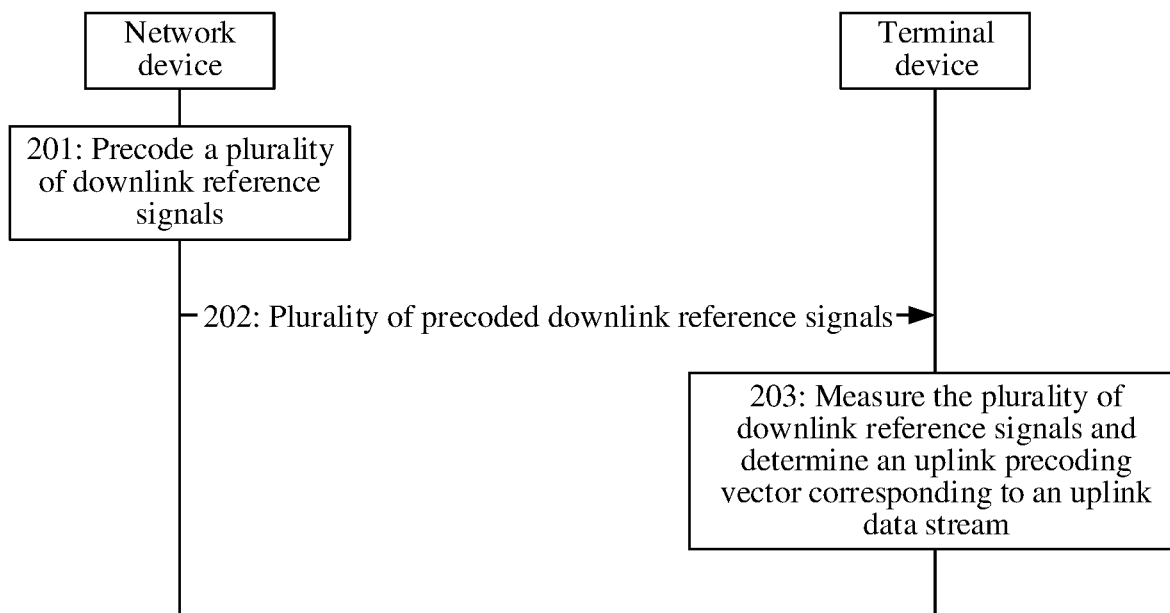 Network
device
Terminal
device
201: Precode a plurality
of downlink reference
signals
202: Plurality of precoded downlink reference signals
203: Measure the plurality of
downlink reference signals and
determine an uplink precoding
vector corresponding to an uplink
data stream